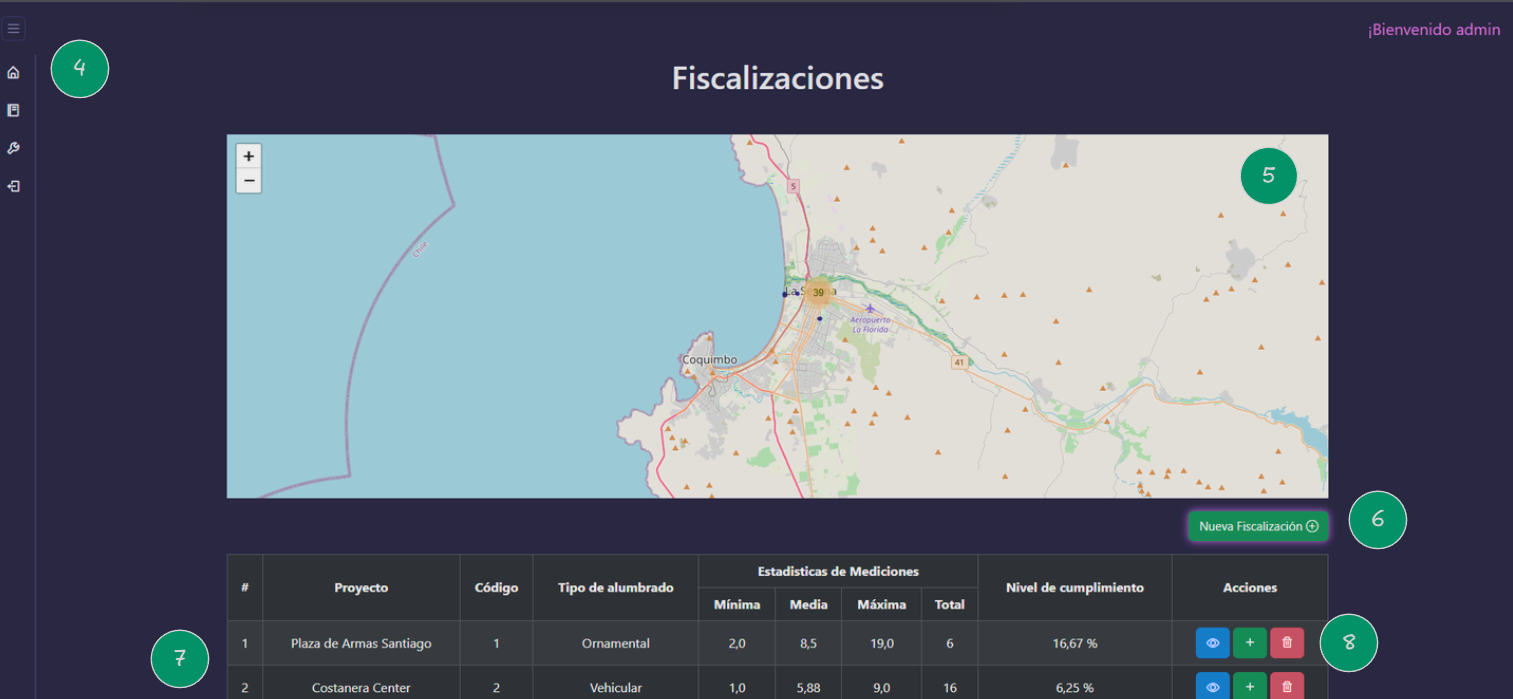 ¡Bienvenido admin
4
Fiscalizaciones
+
−
5
5
Chile
La Serena
39
Aeropuerto
La Florida
Coquimbo
41
Nueva Fiscalización
6
# Proyecto Código Tipo de alumbrado Estadisticas de Mediciones Nivel de cumplimiento Acciones
Mínima Media Máxima Total
1 Plaza de Armas Santiago 1 Ornamental 2,0 8,5 19,0 6 16,67 % +
8
7
2 Costanera Center 2 Vehicular 1,0 5,88 9,0 16 6,25 % +